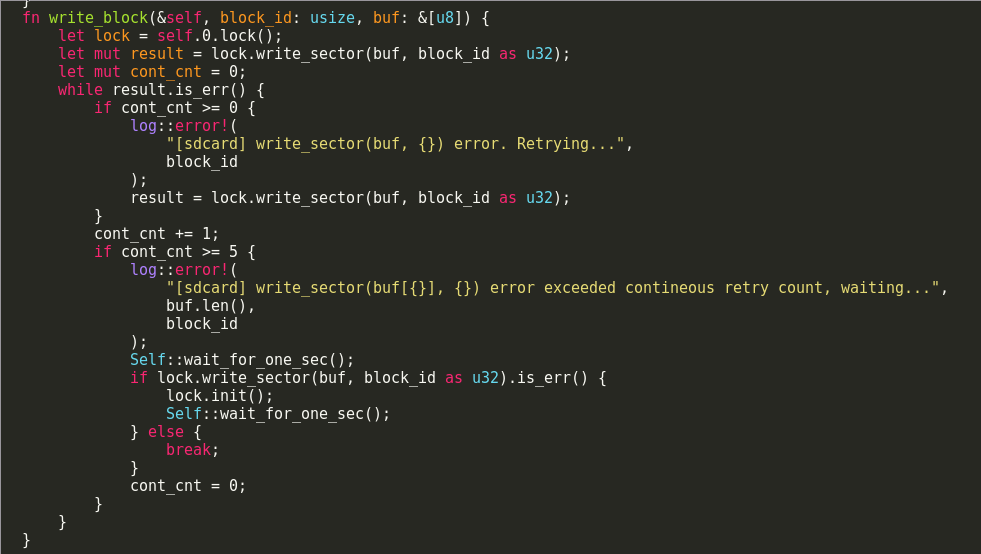 }
fn write_block(&self, block_id: usize, buf: &[u8]) {
    let lock = self.0.lock();
    let mut result = lock.write_sector(buf, block_id as u32);
    let mut cont_cnt = 0;
    while result.is_err() {
        if cont_cnt >= 0 {
            log::error!(
                "[sdcard] write_sector(buf, {}) error. Retrying...",
                block_id
            );
            result = lock.write_sector(buf, block_id as u32);
        }
        cont_cnt += 1;
        if cont_cnt >= 5 {
            log::error!(
                "[sdcard] write_sector(buf[{}], {}) error exceeded contineous retry count, waiting...",
                buf.len(),
                block_id
            );
            Self::wait_for_one_sec();
            if lock.write_sector(buf, block_id as u32).is_err() {
                lock.init();
                Self::wait_for_one_sec();
            } else {
                break;
            }
            cont_cnt = 0;
        }
    }
}